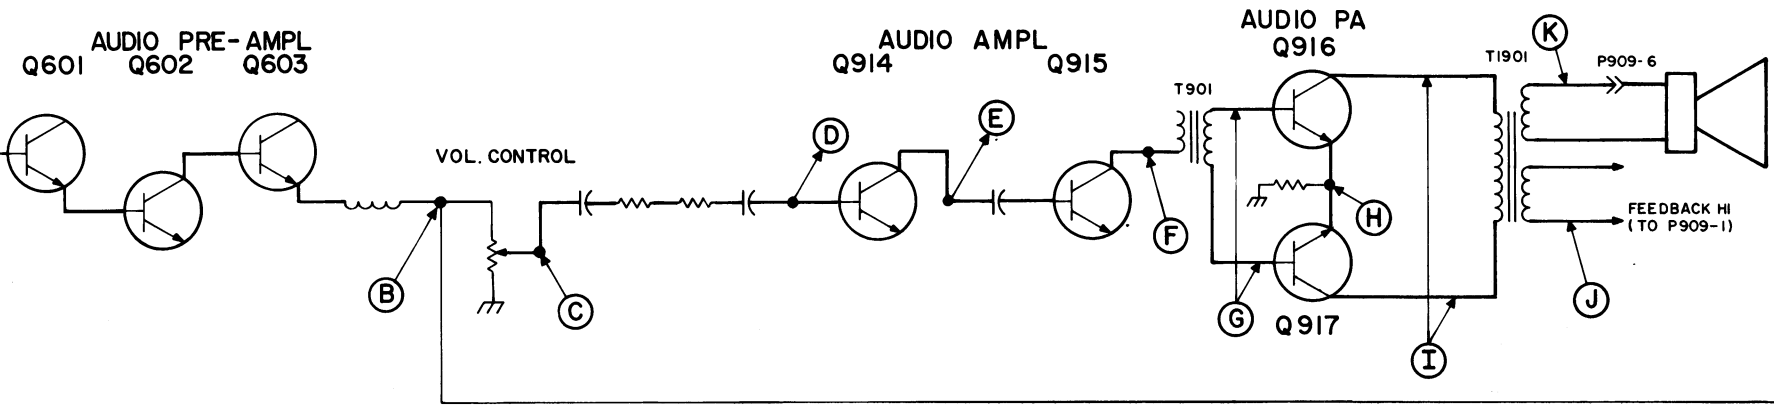 AUDIO PRE-AMPL
Q601 Q602 Q603
AUDIO AMPL
Q914 Q915
AUDIO PA
Q916
T901
T1901
P909-6
K
VOL. CONTROL
D
E
B
C
F
G
H
I
J
Q917
FEEDBACK HI
(TO P909-1)